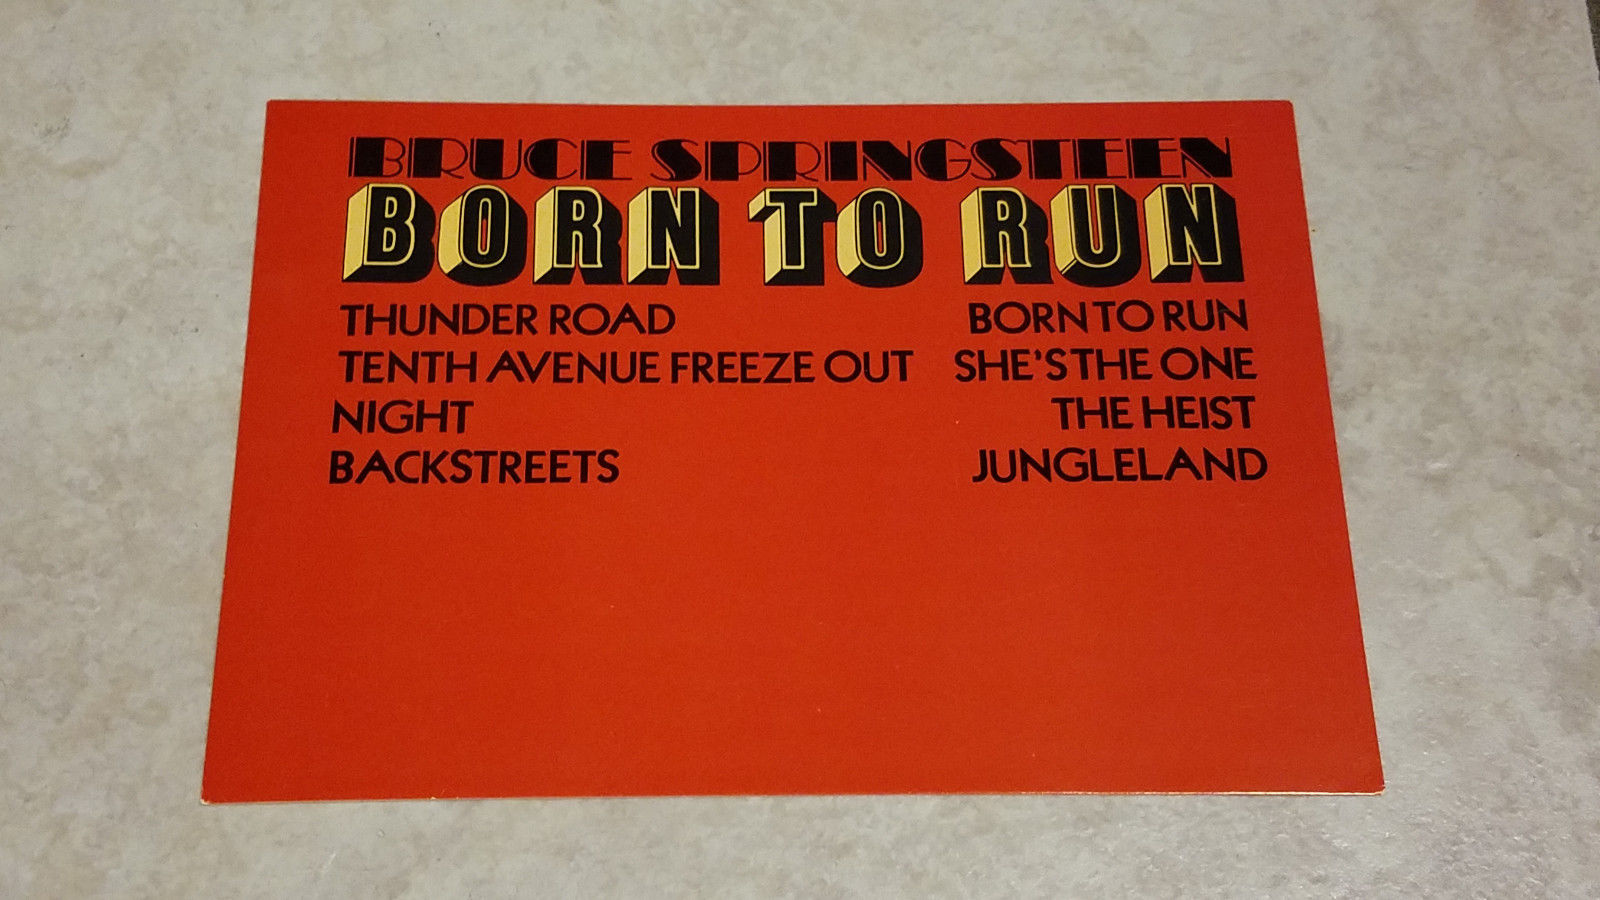 BRUCE SPRINGSTEEN
BORN TO RUN
THUNDER ROAD
TENTH AVENUE FREEZE OUT
NIGHT
BACKSTREETS
BORN TO RUN
SHE'S THE ONE
THE HEIST
JUNGLELAND